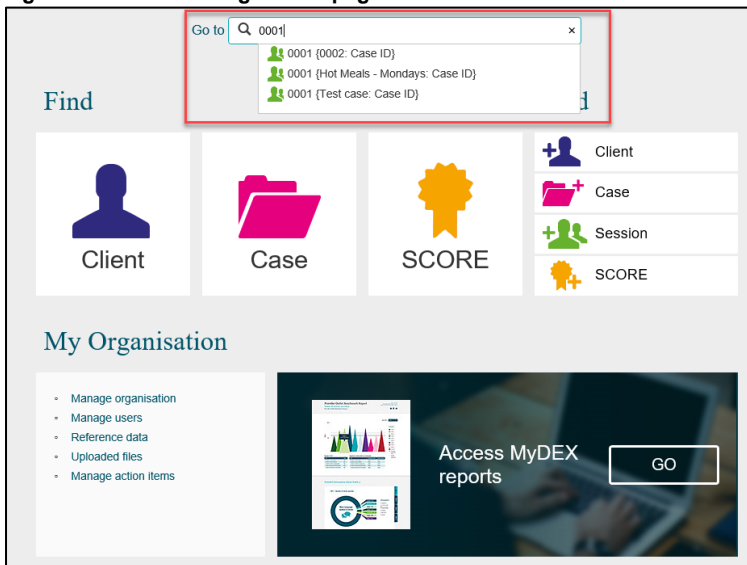 Go to 0001 ×
0001 {0002: Case ID}
0001 {Hot Meals - Mondays: Case ID}
0001 {Test case: Case ID}
Find
Client
Case
SCORE
Client
Case
Session
SCORE
My Organisation
Manage organisation
Manage users
Reference data
Uploaded files
Manage action items
Access MyDEX
reports
GO